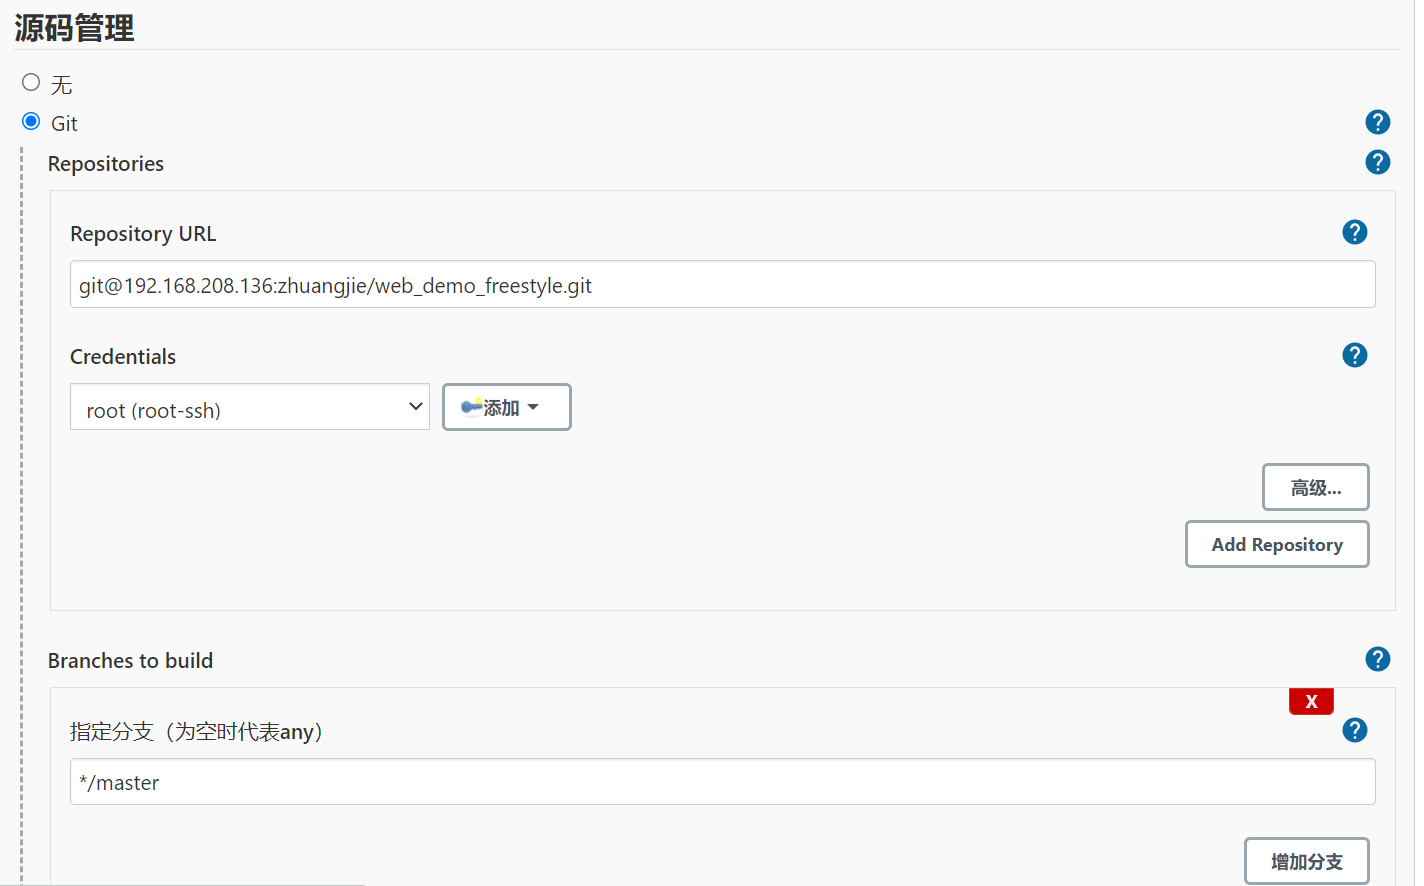 源码管理
无
Git
Repositories
Repository URL
git@192.168.208.136:zhuangjie/web_demo_freestyle.git
Credentials
root (root-ssh)
添加
高级...
Add Repository
Branches to build
X
指定分支（为空时代表any）
*/master
增加分支